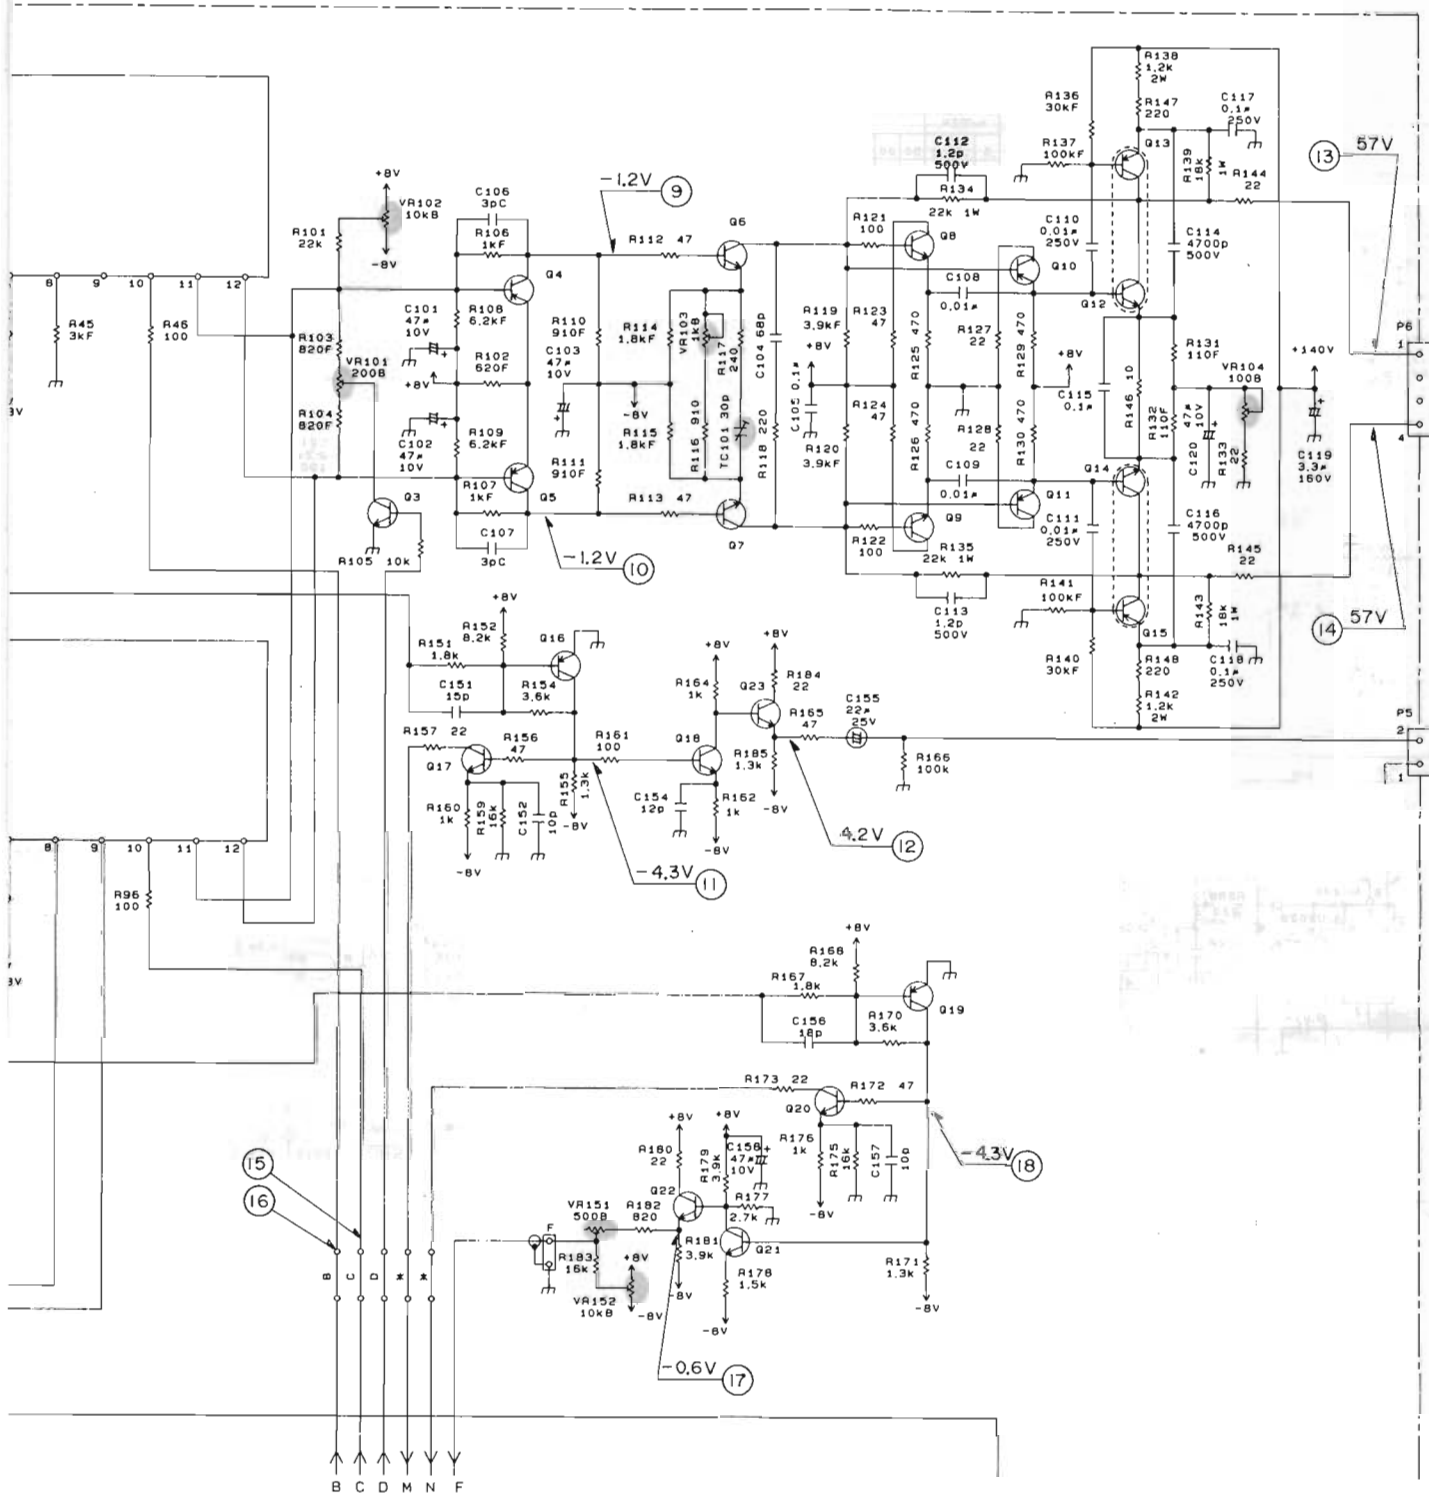 R138
1.2k
2W
R136
30kF
R147
220
C117
0.1μ
250V
C112
1.2p
500V
R137
100kF
Q13
R139
18k
1W
R144
22
13
57V
-1.2V
9
+8V
VR102
10kB
-8V
R101
22k
C106
3pC
R106
1kF
Q4
R112 47
Q6
R134
22k 1W
R121
100
Q8
C110
0.01μ
250V
C114
4700p
500V
Q10
Q12
C108
0.01μ
8
9
10
11
12
R45
3kF
R46
100
R103
820F
VR101
200B
R104
820F
C101
47μ
10V
R108
6.2kF
R102
620F
+8V
C102
47μ
10V
R109
6.2kF
R110
910F
C103
47μ
10V
R111
910F
R114
1.8kF
VR103
1kB
R117
240
-8V
R115
1.8kF
R116 910
TC101 30p
C104 68p
R118 220
R119
3.9kF
+8V
C105 0.1μ
R120
3.9kF
R123
47
R124
47
R125 470
R126 470
R127
22
R128
22
R129 470
R130 470
+8V
C115
0.1μ
R146 10
R131
110F
R132
110F
C120
47μ
10V
R133
22
VR104
100B
+140V
C119
3.3μ
160V
P6
1
2
4
Q3
R105 10k
R107
1kF
Q5
C107
3pC
-1.2V
10
R113 47
Q7
R122
100
Q9
C109
0.01μ
Q11
Q14
C111
0.01μ
250V
C116
4700p
500V
R135
22k 1W
C113
1.2p
500V
R141
100kF
Q15
R143
18k
1W
R145
22
14
57V
R140
30kF
R148
220
C118
0.1μ
250V
R142
1.2k
2W
P5
2
1
+8V
R152
8.2k
Q16
R151
1.8k
C151
15p
R154
3.6k
R157 22
R156
47
Q17
R161
100
R155
1.3k
-8V
R160
1k
R159
16k
C152
10p
-8V
+8V
R164
1k
Q18
C154
12p
R162
1k
-8V
+8V
R184
22
Q23
R165
47
R185
1.3k
-8V
C155
22μ
25V
R166
100k
4.2V
12
-4.3V
11
8
9
10
11
12
R96
100
+8V
R168
8.2k
R167
1.8k
C156
18p
R170
3.6k
Q19
R173 22
R172 47
Q20
R176
1k
R175
16k
C157
10p
-8V
-4.3V
18
+8V
R180
22
+8V
R179
3.9k
C158
47μ
10V
Q22
R177
2.7k
VR151
500B
R182
820
F
R183
16k
+8V
R181
3.9k
Q21
VR152
10kB
-8V
-8V
R178
1.5k
-8V
R171
1.3k
-8V
15
16
B
C
D
*
*
-0.6V
17
B C D M N F